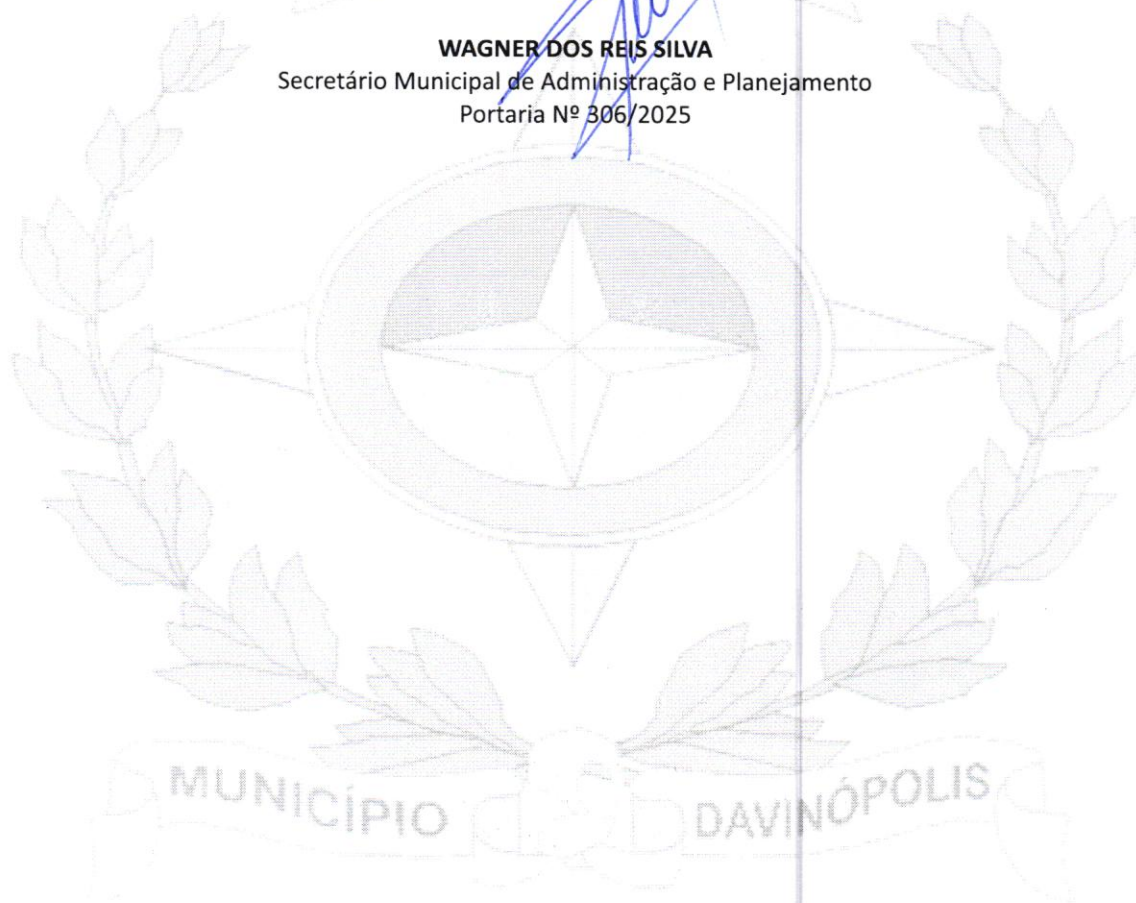 WAGNER DOS REIS SILVA
Secretário Municipal de Administração e Planejamento
Portaria Nº 306/2025
MUNICÍPIO DAVINÓPOLIS